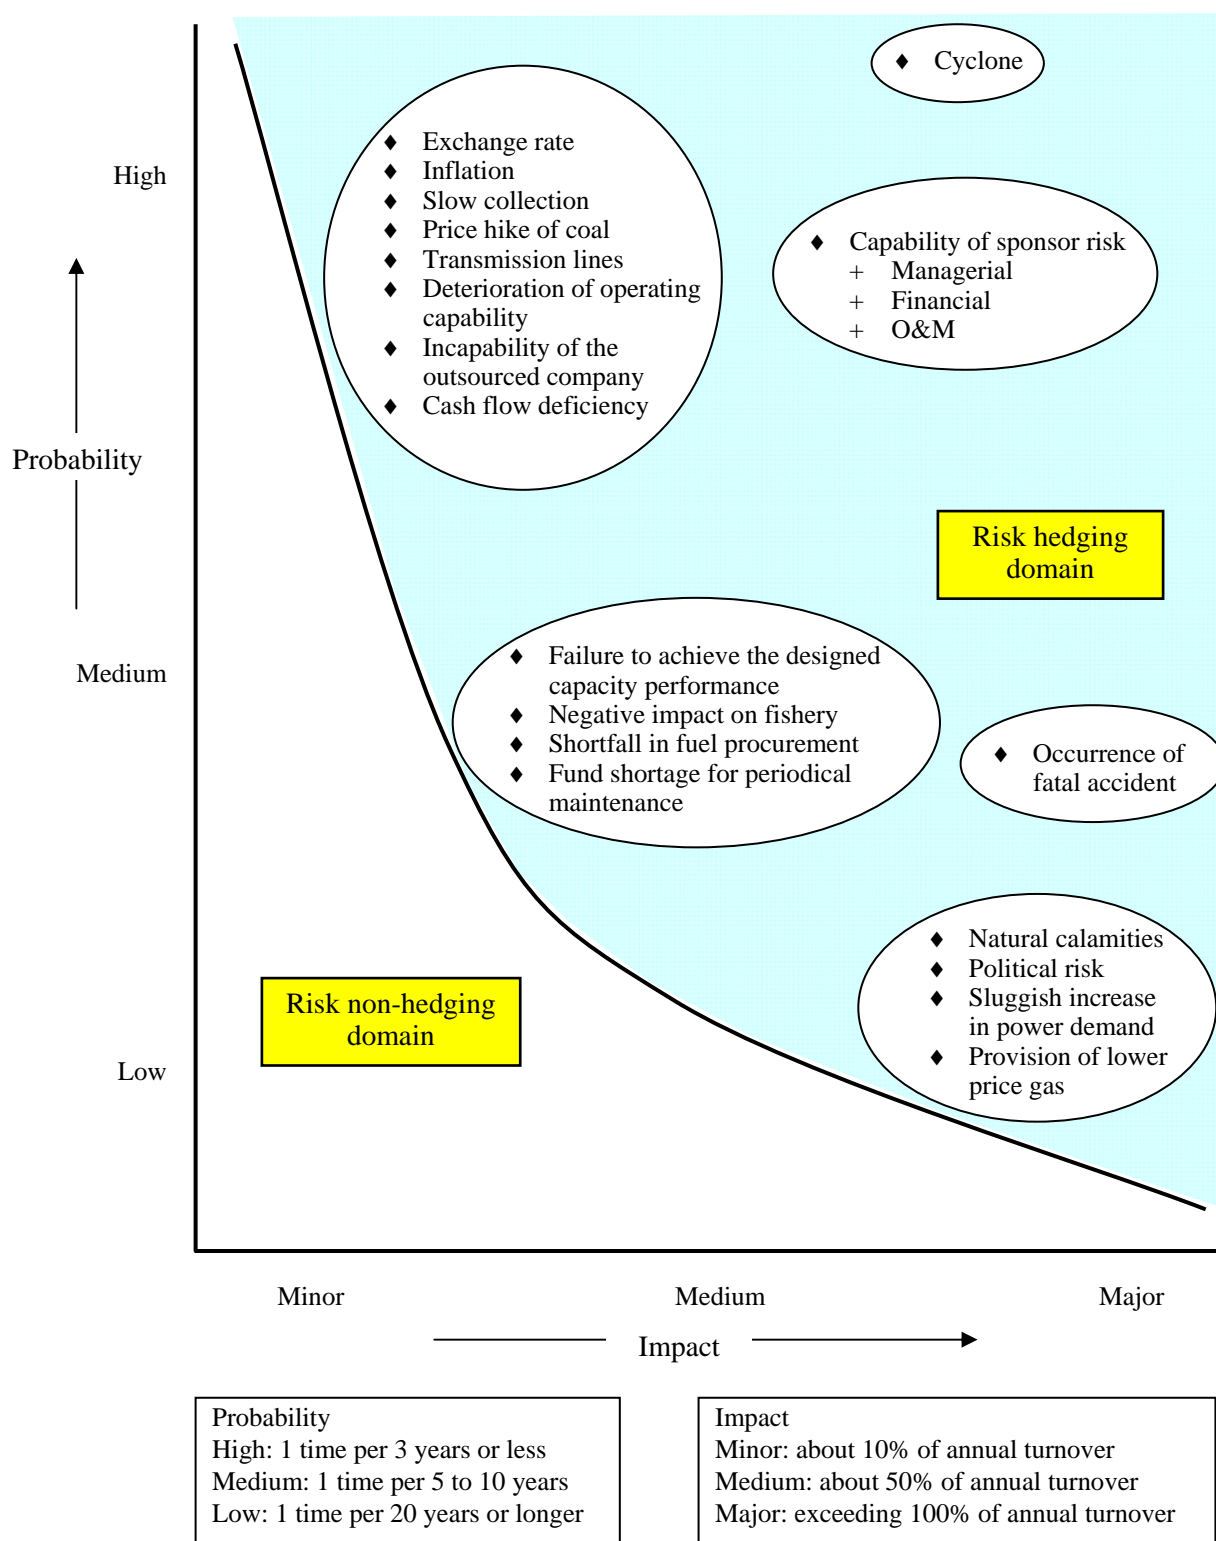 ♦ Cyclone
♦ Exchange rate
♦ Inflation
♦ Slow collection
♦ Price hike of coal
♦ Transmission lines
♦ Deterioration of operating
capability
♦ Incapability of the
outsourced company
♦ Cash flow deficiency
High
♦ Capability of sponsor risk
+ Managerial
+ Financial
+ O&M
Probability
Risk hedging
domain
Medium
♦ Failure to achieve the designed
capacity performance
♦ Negative impact on fishery
♦ Shortfall in fuel procurement
♦ Fund shortage for periodical
maintenance
♦ Occurrence of
fatal accident
♦ Natural calamities
♦ Political risk
♦ Sluggish increase
in power demand
♦ Provision of lower
price gas
Risk non-hedging
domain
Low
Minor
Medium
Major
Impact
Probability
High: 1 time per 3 years or less
Medium: 1 time per 5 to 10 years
Low: 1 time per 20 years or longer
Impact
Minor: about 10% of annual turnover
Medium: about 50% of annual turnover
Major: exceeding 100% of annual turnover